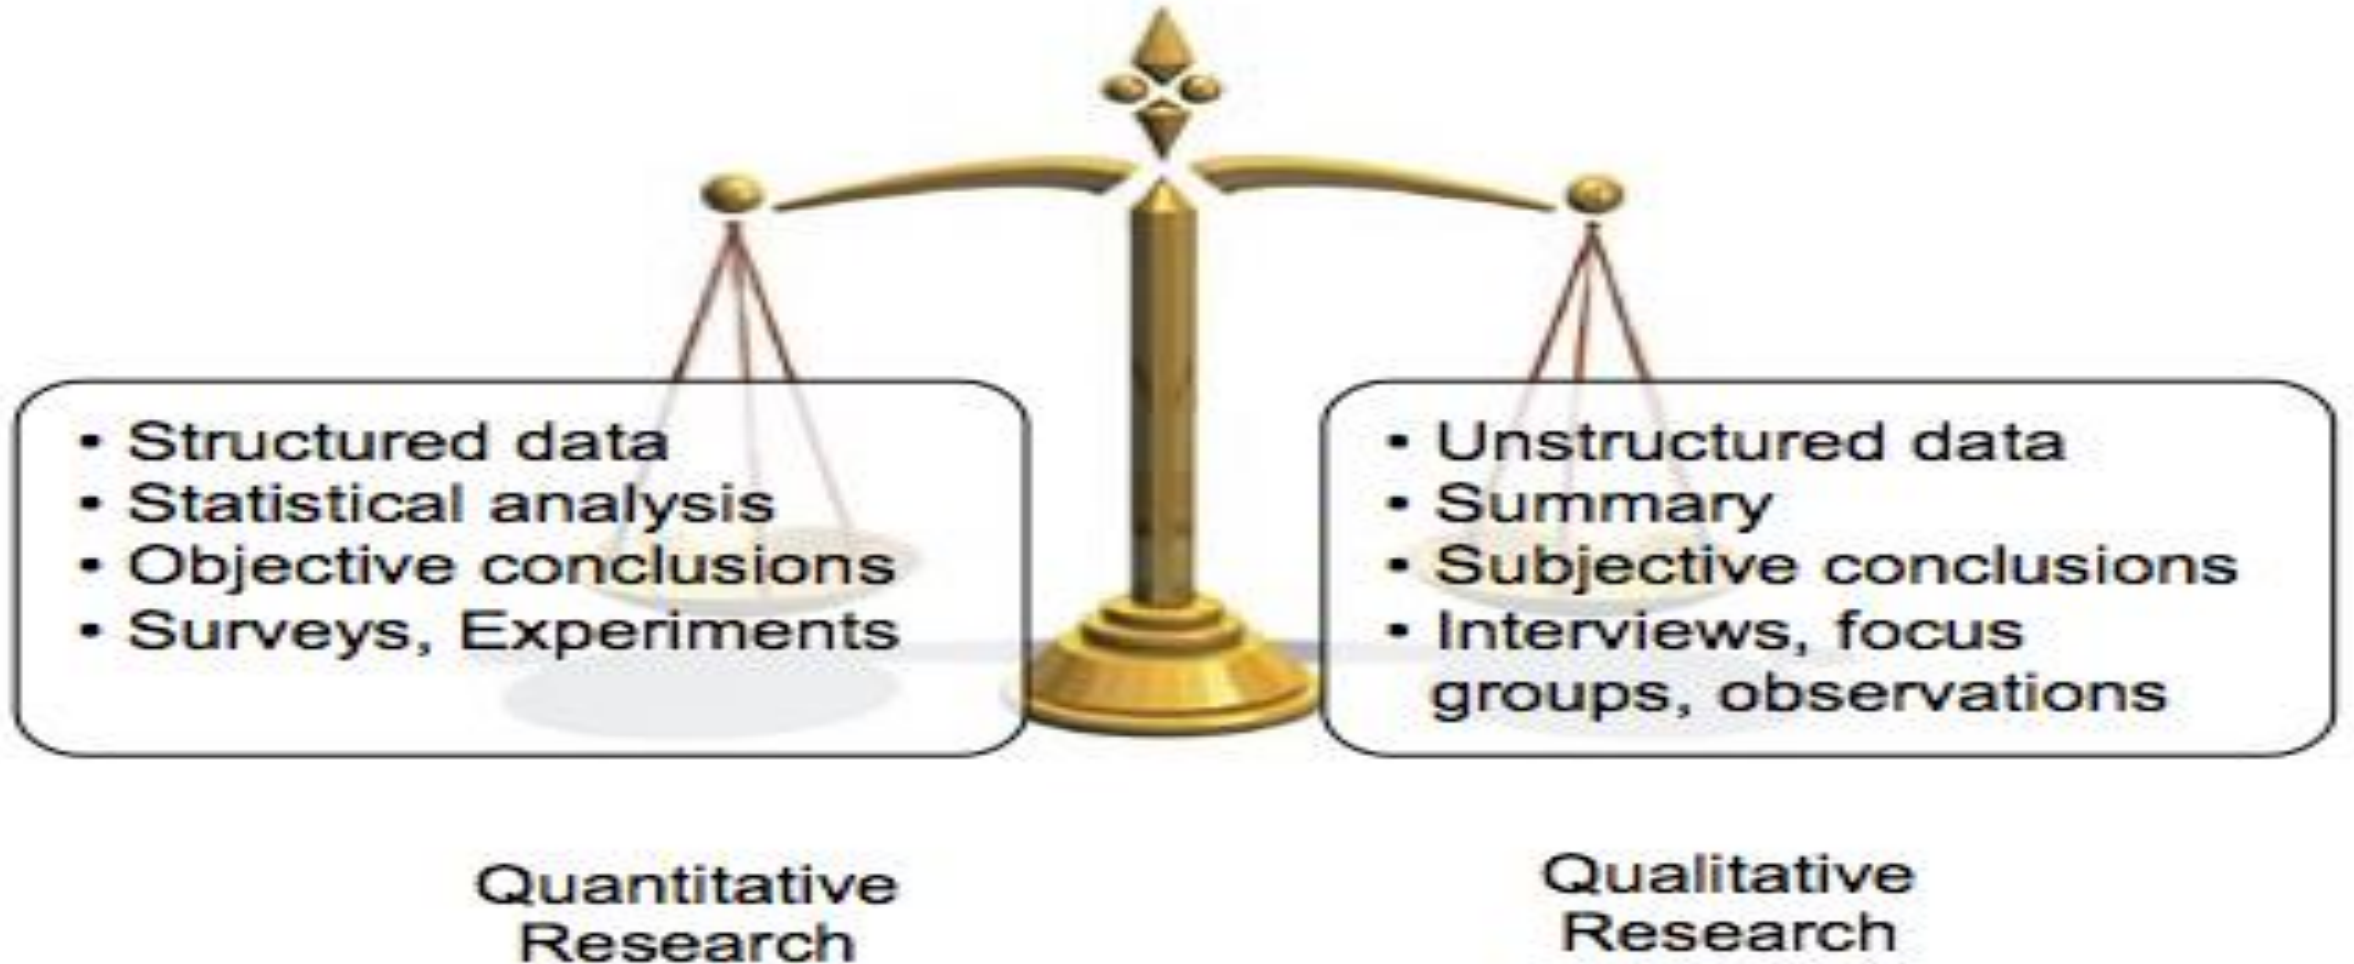 • Structured data
• Statistical analysis
• Objective conclusions
• Surveys, Experiments
• Unstructured data
• Summary
• Subjective conclusions
• Interviews, focus
groups, observations
Quantitative
Research
Qualitative
Research